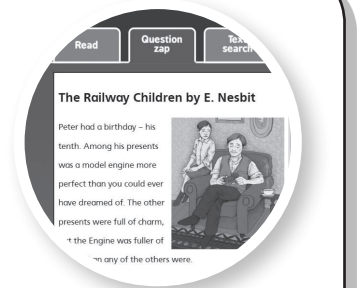 Read
Question
zap
search
The Railway Children by E. Nesbit
Peter had a birthday – his
tenth. Among his presents
was a model engine more
perfect than you could ever
have dreamed of. The other
presents were full of charm,
the Engine was fuller of
any of the others were.